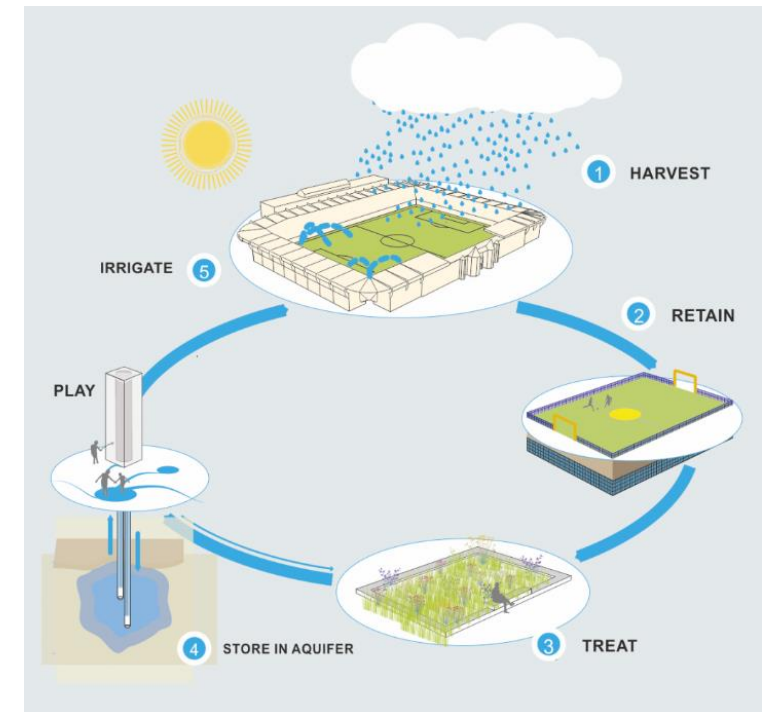 1 HARVEST
2 RETAIN
3 TREAT
4 STORE IN AQUIFER
PLAY
IRRIGATE 5